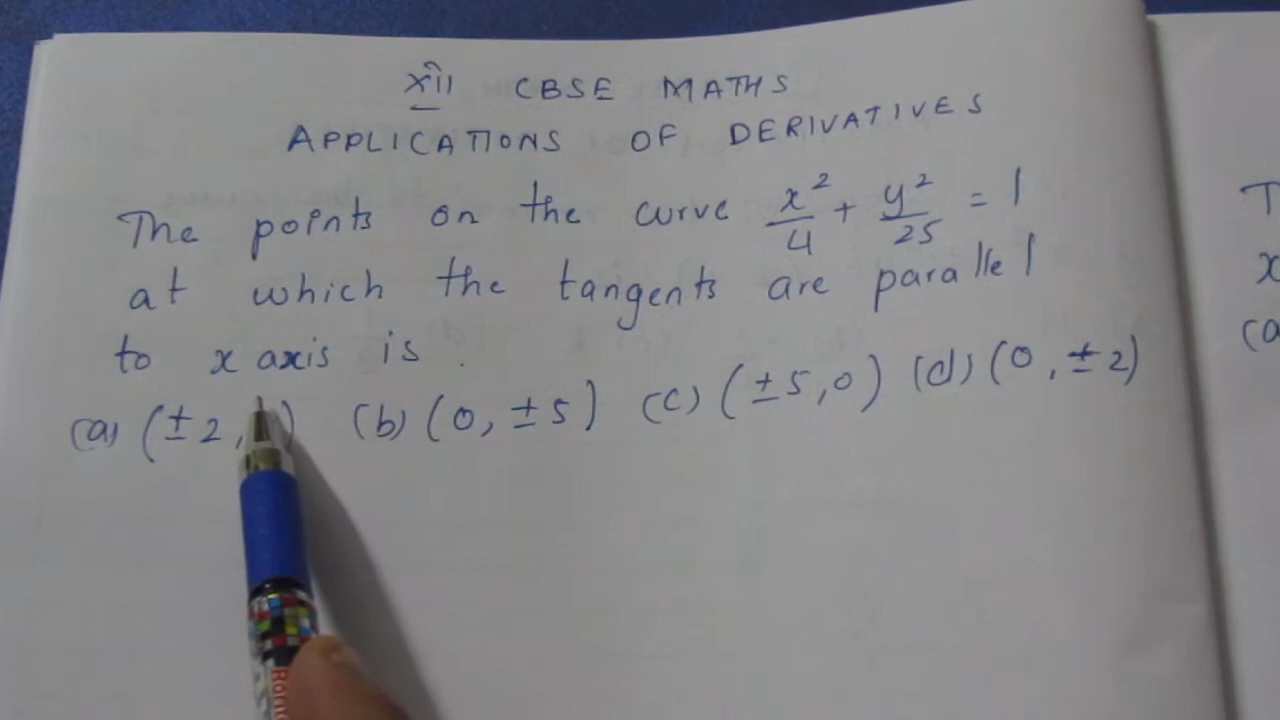 XII CBSE MATHS
APPLICATIONS OF DERIVATIVES
The points on the curve x²/4 + y²/25 = 1
at which the tangents are parallel
to x axis is.
(a) (±2, ) (b) (0, ±5) (c) (±5, 0) (d) (0, ±2)
T
x
(a